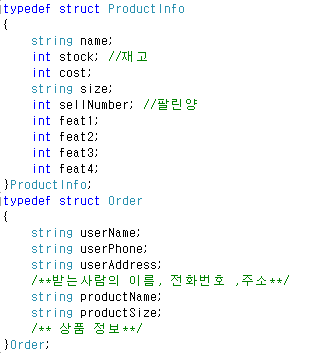 typedef struct ProductInfo
{
string name;
int stock; //재고
int cost;
string size;
int sellNumber; //팔린양
int feat1;
int feat2;
int feat3;
int feat4;
}ProductInfo;
typedef struct Order
{
string userName;
string userPhone;
string userAddress;
/**받는사람의 이름, 전화번호 ,주소**/
string productName;
string productSize;
/** 상품 정보**/
}Order;